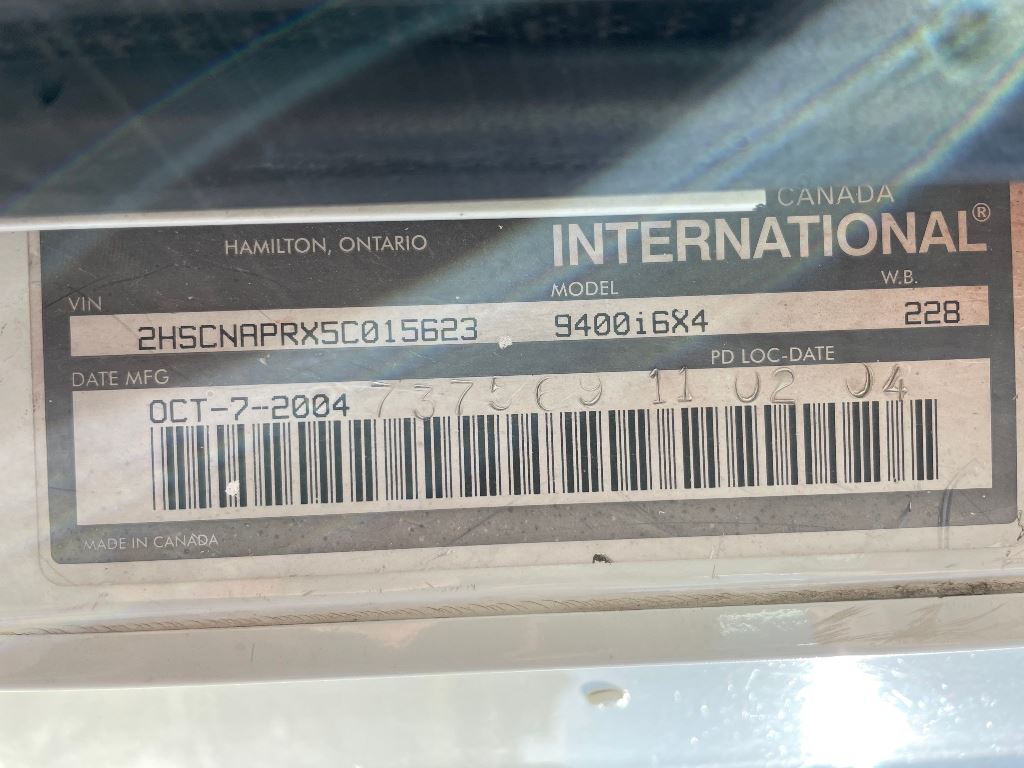 CANADA
HAMILTON, ONTARIO INTERNATIONAL®
VIN MODEL W.B.
2HSCNAPRX5C015623 9400i6X4 228
DATE MFG PD LOC-DATE
OCT-7-2004 737569 11 02 04
MADE IN CANADA